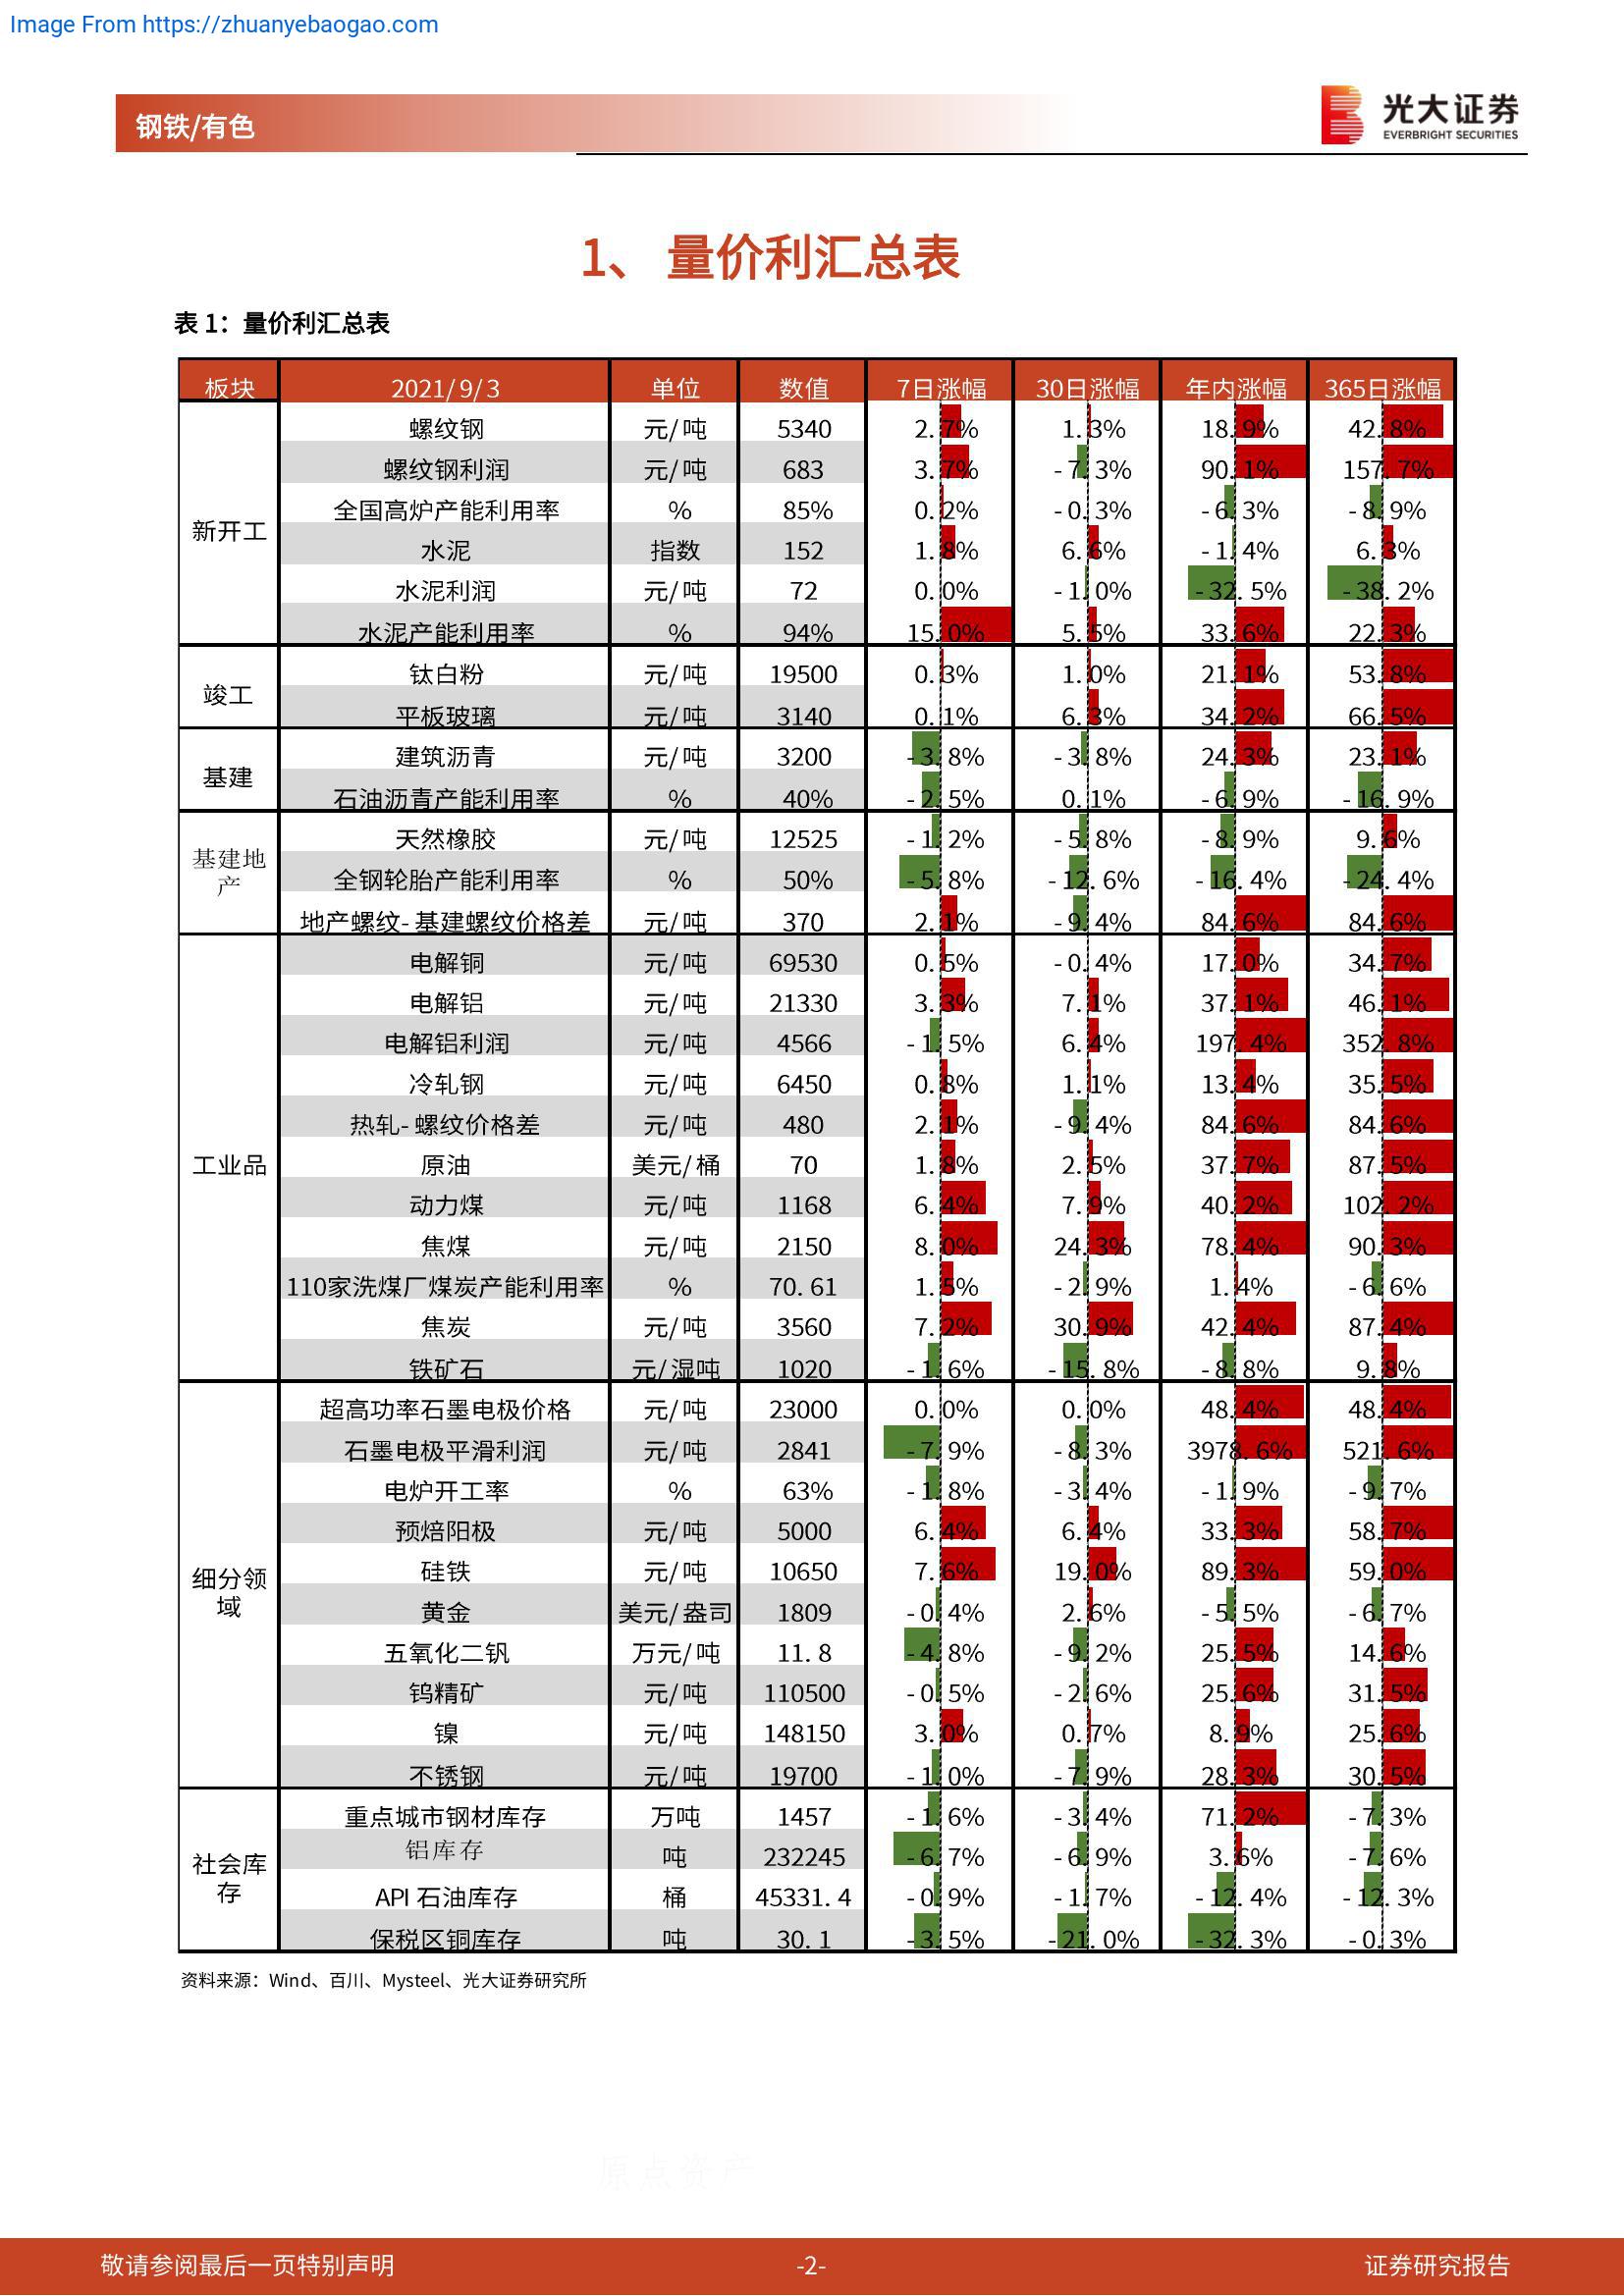 Image From https://zhuanyebaogao.com
钢铁/有色
光大证券
EVERBRIGHT SECURITIES
1、 量价利汇总表
表 1：量价利汇总表
板块 2021/9/3 单位 数值 7日涨幅 30日涨幅 年内涨幅 365日涨幅
新开工
螺纹钢 元/吨 5340 2.7% 1.3% 18.9% 42.8%
螺纹钢利润 元/吨 683 3.7% -7.3% 90.1% 157.7%
全国高炉产能利用率 % 85% 0.2% -0.3% -6.3% -8.9%
水泥 指数 152 1.8% 6.6% -1.4% 6.3%
水泥利润 元/吨 72 0.0% -1.0% -32.5% -38.2%
水泥产能利用率 % 94% 15.0% 5.5% 33.6% 22.3%
竣工
钛白粉 元/吨 19500 0.3% 1.0% 21.1% 53.8%
平板玻璃 元/吨 3140 0.1% 6.3% 34.2% 66.5%
基建
建筑沥青 元/吨 3200 -3.8% -3.8% 24.3% 23.1%
石油沥青产能利用率 % 40% -2.5% 0.1% -6.9% -16.9%
基建地
产
天然橡胶 元/吨 12525 -1.2% -5.8% -8.9% 9.6%
全钢轮胎产能利用率 % 50% -5.8% -12.6% -16.4% -24.4%
地产螺纹-基建螺纹价格差 元/吨 370 2.1% -9.4% 84.6% 84.6%
工业品
电解铜 元/吨 69530 0.5% -0.4% 17.0% 34.7%
电解铝 元/吨 21330 3.3% 7.1% 37.1% 46.1%
电解铝利润 元/吨 4566 -1.5% 6.4% 197.4% 352.8%
冷轧钢 元/吨 6450 0.8% 1.1% 13.4% 35.5%
热轧-螺纹价格差 元/吨 480 2.1% -9.4% 84.6% 84.6%
原油 美元/桶 70 1.8% 2.5% 37.7% 87.5%
动力煤 元/吨 1168 6.4% 7.9% 40.2% 102.2%
焦煤 元/吨 2150 8.0% 24.3% 78.4% 90.3%
110家洗煤厂煤炭产能利用率 % 70.61 1.5% -2.9% 1.4% -6.6%
焦炭 元/吨 3560 7.2% 30.9% 42.4% 87.4%
铁矿石 元/湿吨 1020 -1.6% -15.8% -8.8% 9.8%
细分领
域
超高功率石墨电极价格 元/吨 23000 0.0% 0.0% 48.4% 48.4%
石墨电极平滑利润 元/吨 2841 -7.9% -8.3% 3978.6% 521.6%
电炉开工率 % 63% -1.8% -3.4% -1.9% -9.7%
预焙阳极 元/吨 5000 6.4% 6.4% 33.3% 58.7%
硅铁 元/吨 10650 7.6% 19.0% 89.3% 59.0%
黄金 美元/盎司 1809 -0.4% 2.6% -5.5% -6.7%
五氧化二钒 万元/吨 11.8 -4.8% -9.2% 25.5% 14.6%
钨精矿 元/吨 110500 -0.5% -2.6% 25.6% 31.5%
镍 元/吨 148150 3.0% 0.7% 8.9% 25.6%
不锈钢 元/吨 19700 -1.0% -7.9% 28.3% 30.5%
社会库
存
重点城市钢材库存 万吨 1457 -1.6% -3.4% 71.2% -7.3%
铝库存 吨 232245 -6.7% -6.9% 3.6% -7.6%
API 石油库存 桶 45331.4 -0.9% -1.7% -12.4% -12.3%
保税区铜库存 吨 30.1 -3.5% -21.0% -32.3% -0.3%
资料来源：Wind、百川、Mysteel、光大证券研究所
原点资产
敬请参阅最后一页特别声明 -2- 证券研究报告